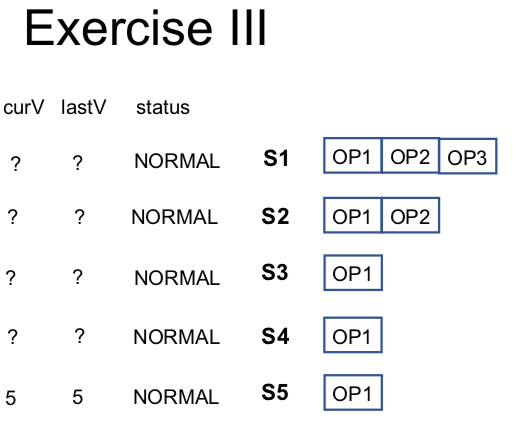 Exercise III
curV lastV status
? ? NORMAL S1 OP1 OP2 OP3
? ? NORMAL S2 OP1 OP2
? ? NORMAL S3 OP1
? ? NORMAL S4 OP1
5 5 NORMAL S5 OP1